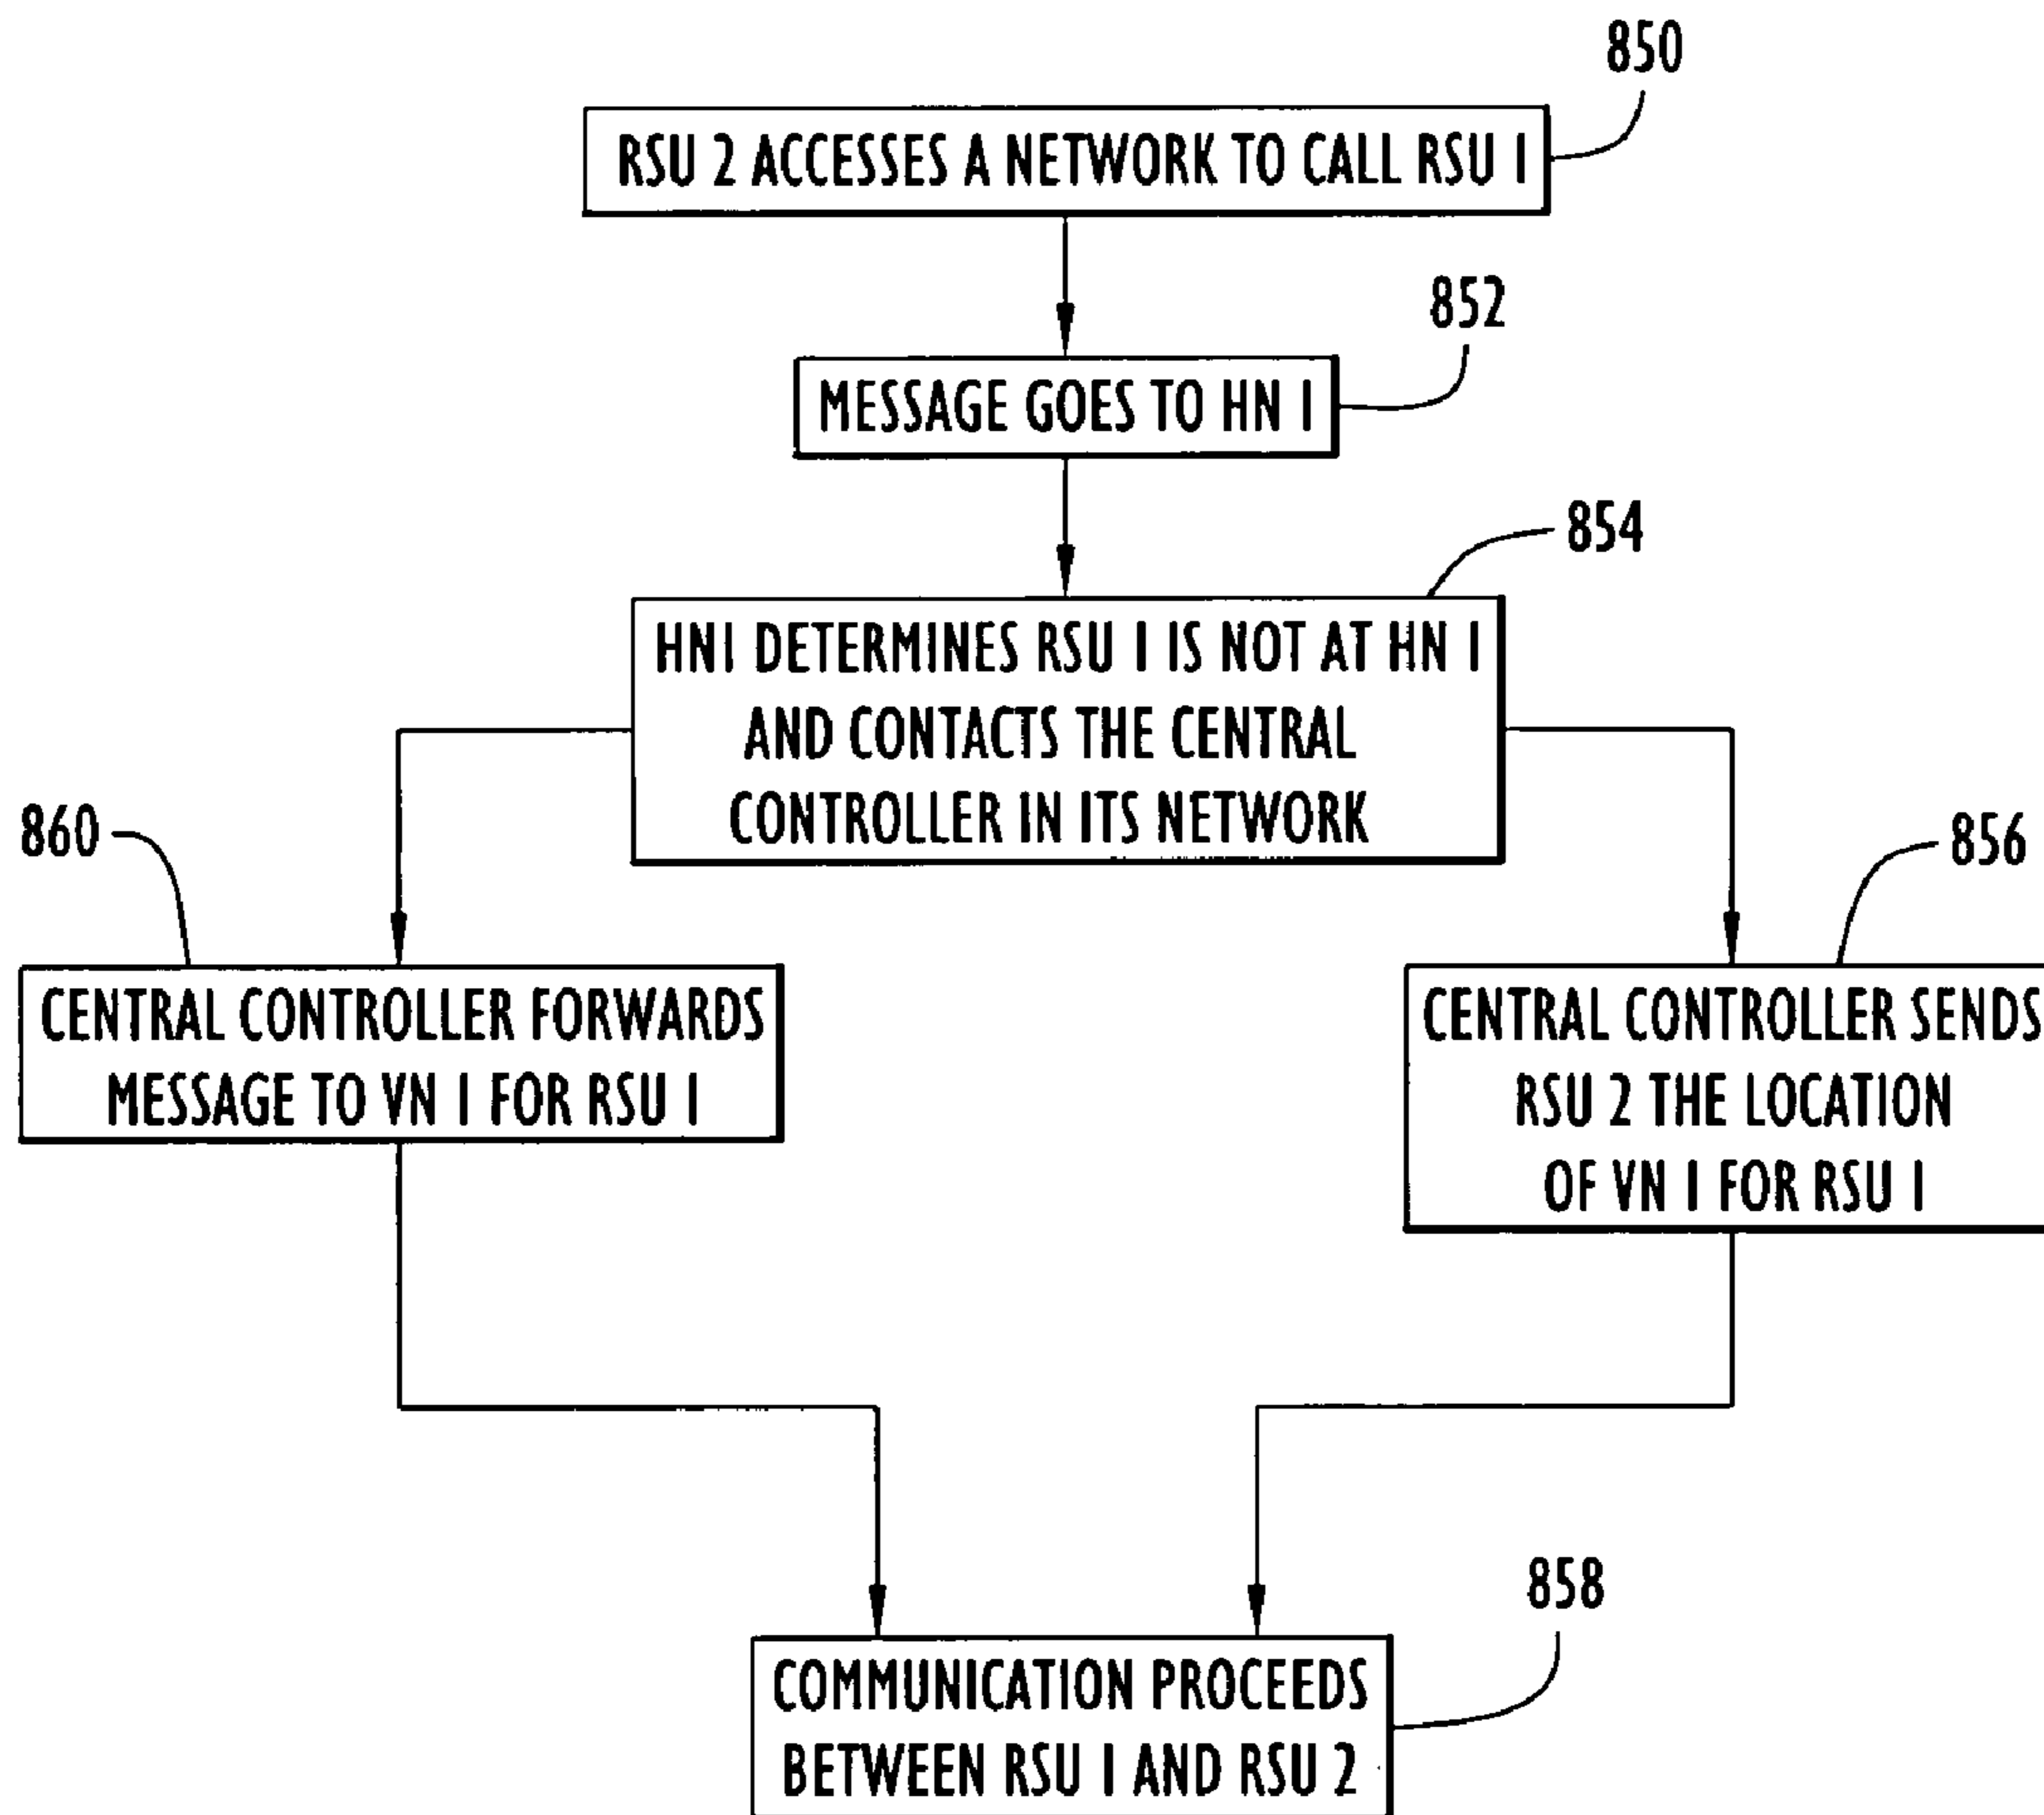 850
RSU 2 ACCESSES A NETWORK TO CALL RSU 1
852
MESSAGE GOES TO HN 1
854
HN1 DETERMINES RSU 1 IS NOT AT HN 1
AND CONTACTS THE CENTRAL
CONTROLLER IN ITS NETWORK
860
CENTRAL CONTROLLER FORWARDS
MESSAGE TO VN 1 FOR RSU 1
856
CENTRAL CONTROLLER SENDS
RSU 2 THE LOCATION
OF VN 1 FOR RSU 1
858
COMMUNICATION PROCEEDS
BETWEEN RSU 1 AND RSU 2